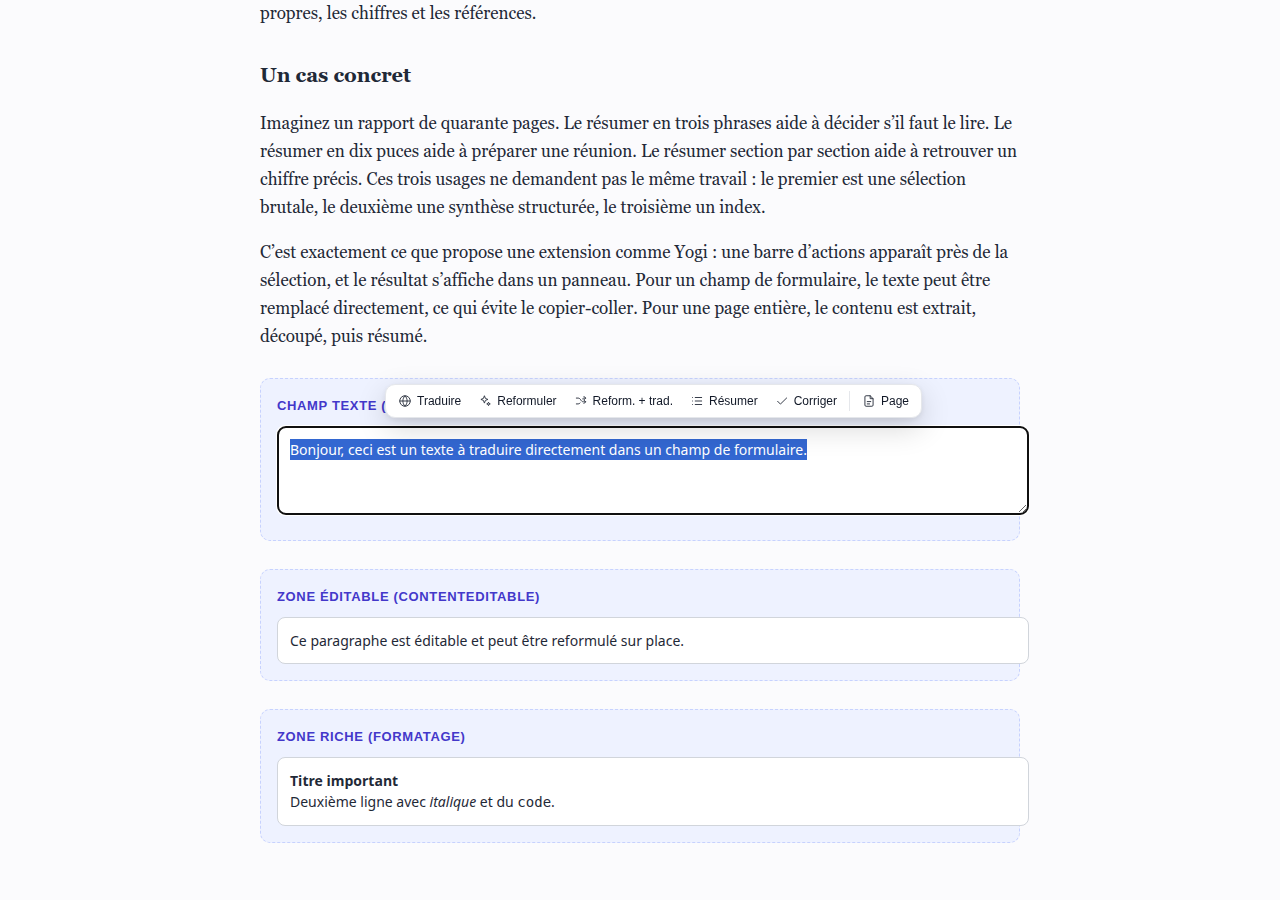 propres, les chiffres et les références.
Un cas concret
Imaginez un rapport de quarante pages. Le résumer en trois phrases aide à décider s’il faut le lire. Le
résumer en dix puces aide à préparer une réunion. Le résumer section par section aide à retrouver un
chiffre précis. Ces trois usages ne demandent pas le même travail : le premier est une sélection
brutale, le deuxième une synthèse structurée, le troisième un index.
C’est exactement ce que propose une extension comme Yogi : une barre d’actions apparaît près de la
sélection, et le résultat s’affiche dans un panneau. Pour un champ de formulaire, le texte peut être
remplacé directement, ce qui évite le copier-coller. Pour une page entière, le contenu est extrait,
découpé, puis résumé.
CHAMP TEXTE (
Traduire Reformuler Reform. + trad. Résumer Corriger Page
Bonjour, ceci est un texte à traduire directement dans un champ de formulaire.
ZONE ÉDITABLE (CONTENTEDITABLE)
Ce paragraphe est éditable et peut être reformulé sur place.
ZONE RICHE (FORMATAGE)
Titre important
Deuxième ligne avec italique et du code.